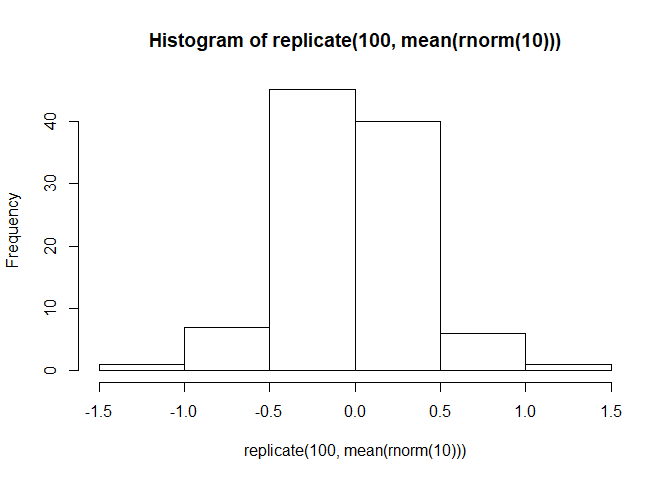 Histogram of replicate(100, mean(rnorm(10)))
Frequency
40
30
20
10
0
-1.5 -1.0 -0.5 0.0 0.5 1.0 1.5
replicate(100, mean(rnorm(10)))